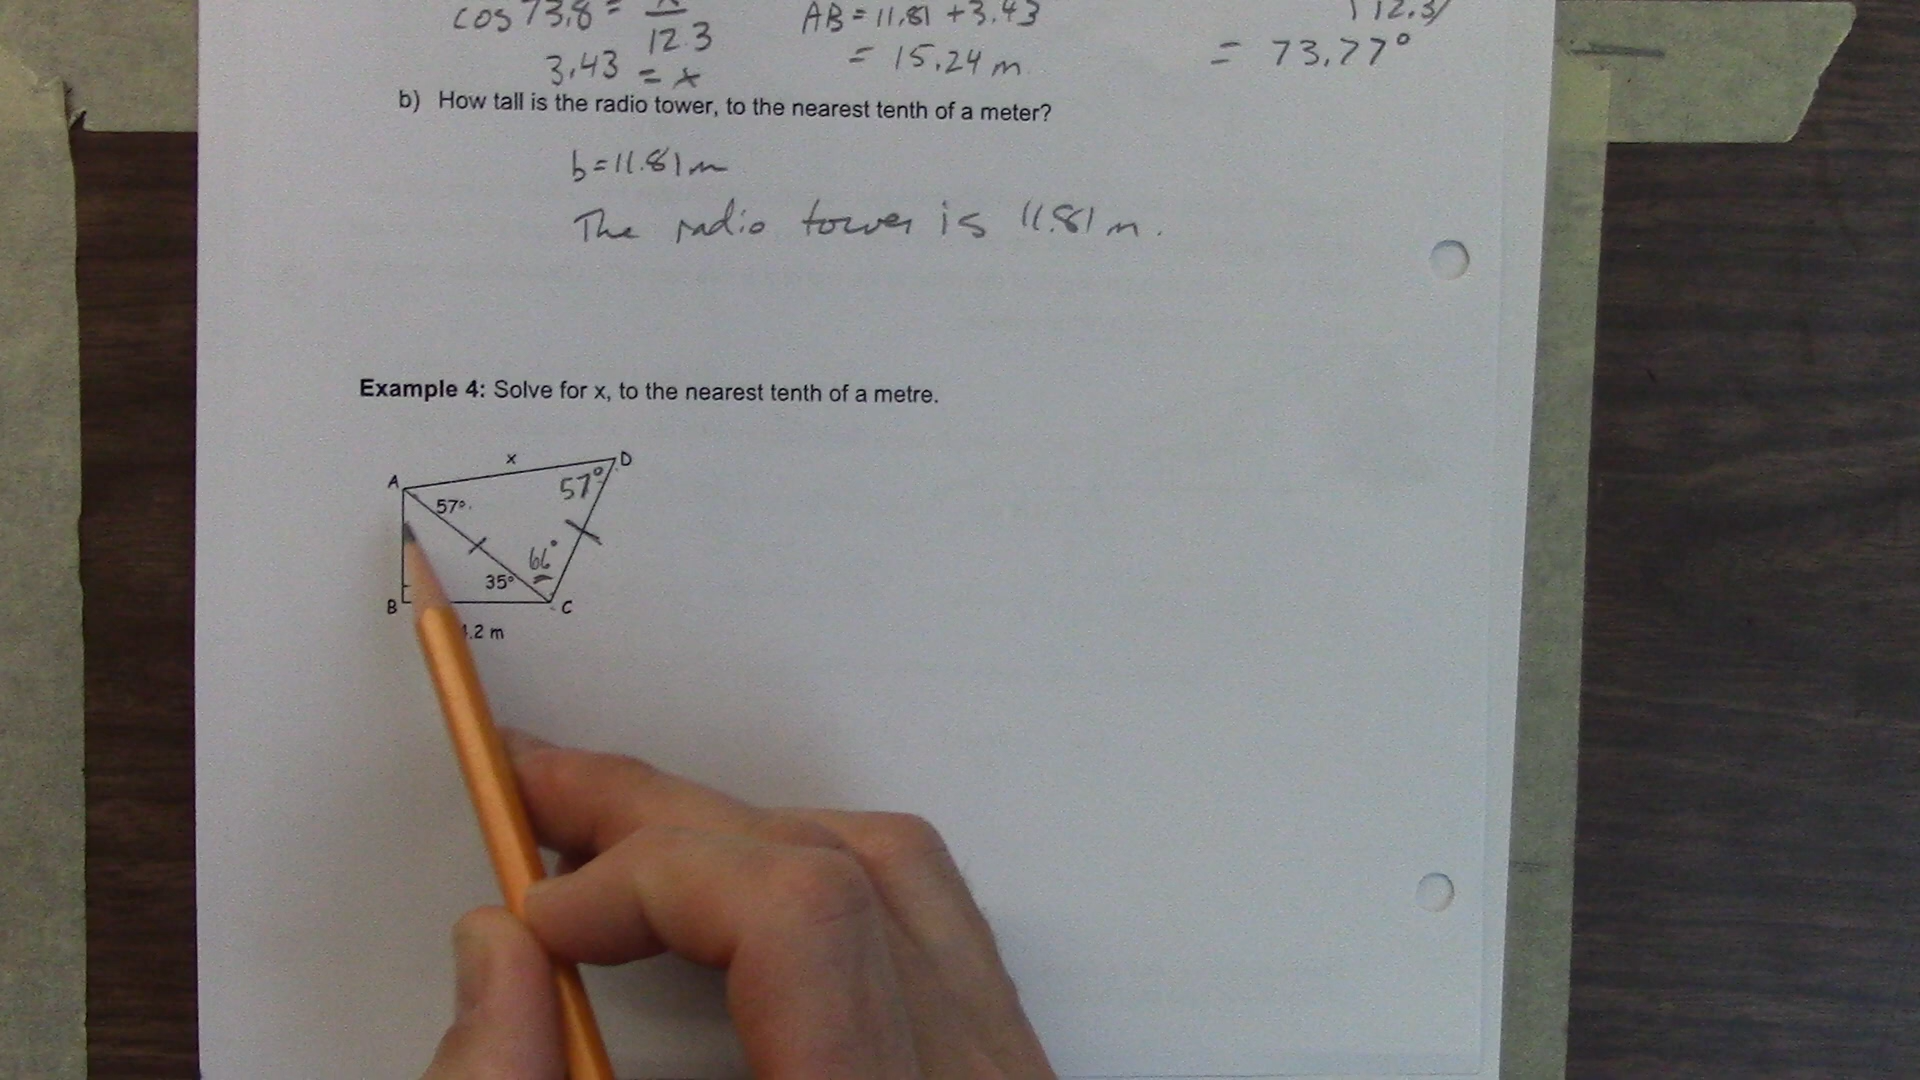 cos 73.8 =
12.3
3.43 = x
AB = 11.81 + 3.43
= 15.24 m
12.3
= 73.77°
b) How tall is the radio tower, to the nearest tenth of a meter?
b = 11.81 m
The radio tower is 11.81 m.
Example 4: Solve for x, to the nearest tenth of a metre.
x
A
D
57°
57°
66°
35°
B
C
.2 m